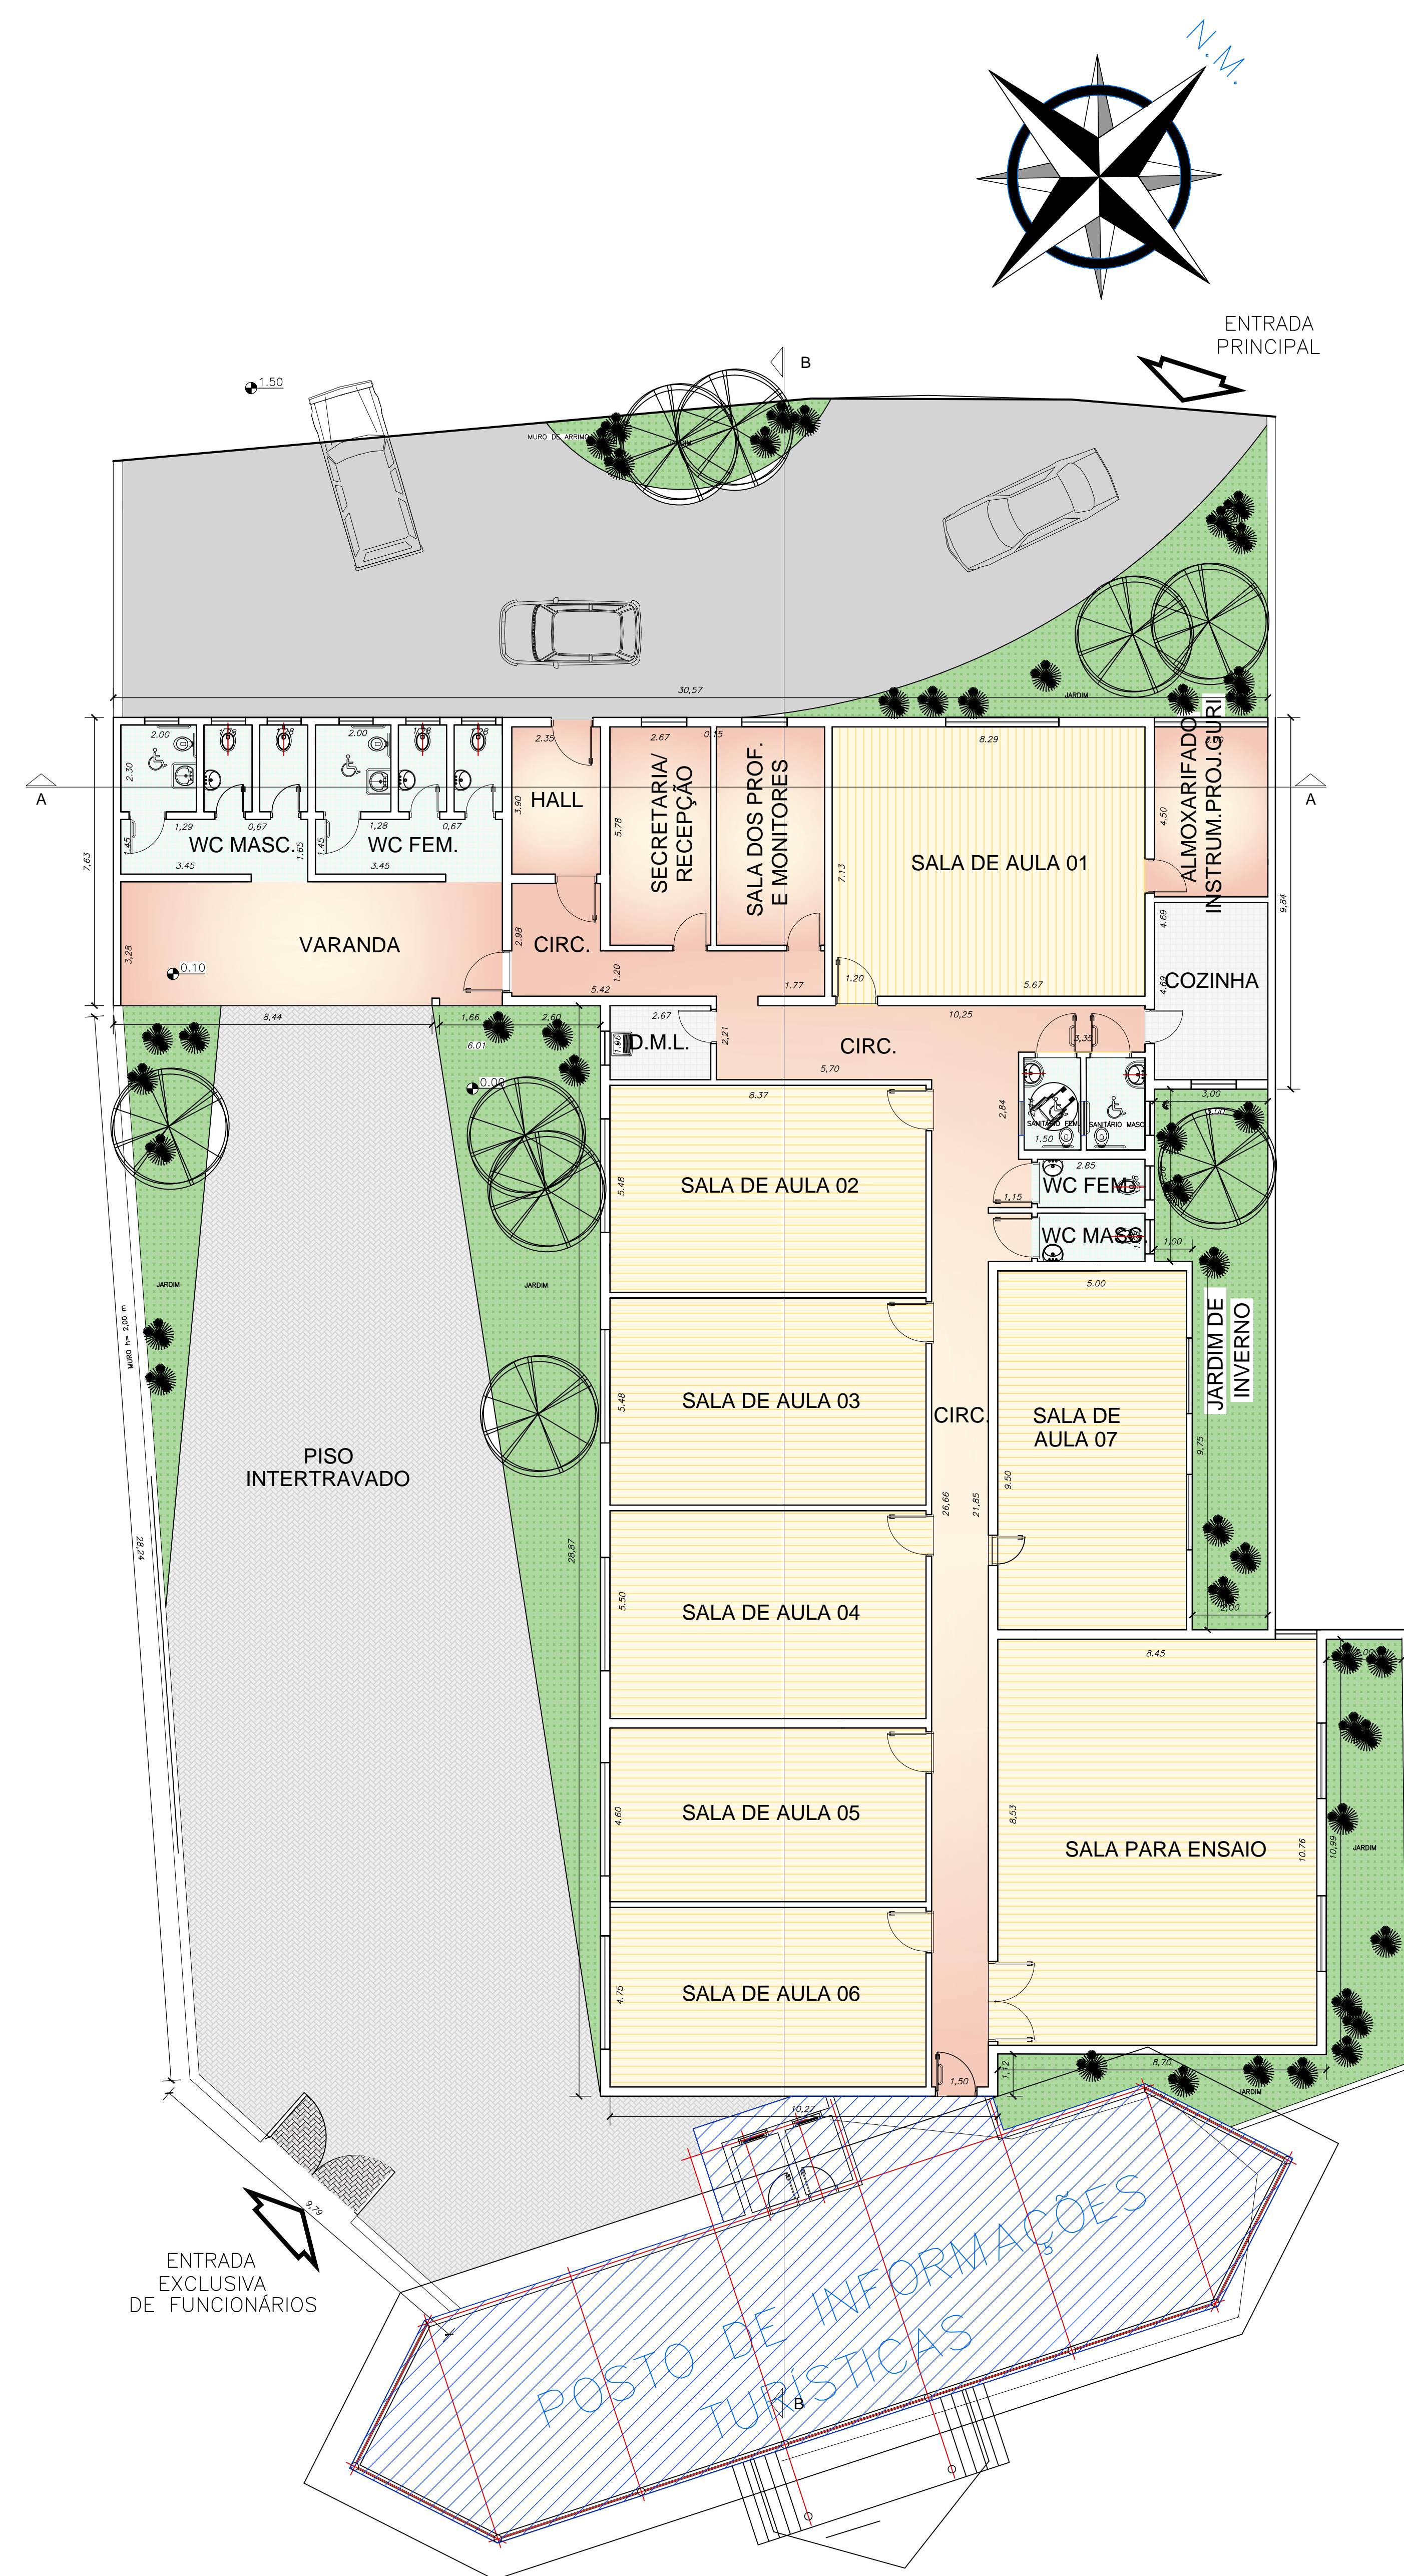 N.M.
ENTRADA
PRINCIPAL
B
1.50
MURO DE ARRIMO
JARDIM
30,57
JARDIM
2.00
2.00
2.35
2.67
0.15
8.29
2.30
3.90
5.78
7.13
4.50
HALL
SECRETARIA/
RECEPÇÃO
SALA DOS PROF.
E MONITORES
SALA DE AULA 01
ALMOXARIFADO
INSTRUM.PROJ.GURI
A
A
1,29
0,67
1,28
0,67
1,45
WC MASC.
1.65
1,45
WC FEM.
3.45
3.45
7,63
9,84
VARANDA
3,28
0.10
2.98
CIRC.
1.20
5.42
1.77
1.20
5.67
4.69
4.69
COZINHA
8,44
1,66
2,60
6.01
2.67
D.M.L.
2,21
10,25
CIRC.
3,35
5,70
0.00
8.37
2,84
SANITÁRIO FEM.
SANITÁRIO MASC.
1.50
3,00
2.85
WC FEM.
1,15
WC MASC.
1,00
5.48
SALA DE AULA 02
5.00
JARDIM
JARDIM
MURO h= 2,00 m
JARDIM DE
INVERNO
5.48
SALA DE AULA 03
CIRC.
SALA DE
AULA 07
9,75
9.50
PISO
INTERTRAVADO
26,66
21,85
28,24
28,87
5.50
SALA DE AULA 04
2,00
8.45
4.60
SALA DE AULA 05
8,53
SALA PARA ENSAIO
10.76
10,99
JARDIM
4.75
SALA DE AULA 06
1,50
1,12
8,70
JARDIM
10,27
9,79
ENTRADA
EXCLUSIVA
DE FUNCIONÁRIOS
POSTO DE INFORMAÇÕES
TURÍSTICAS
B